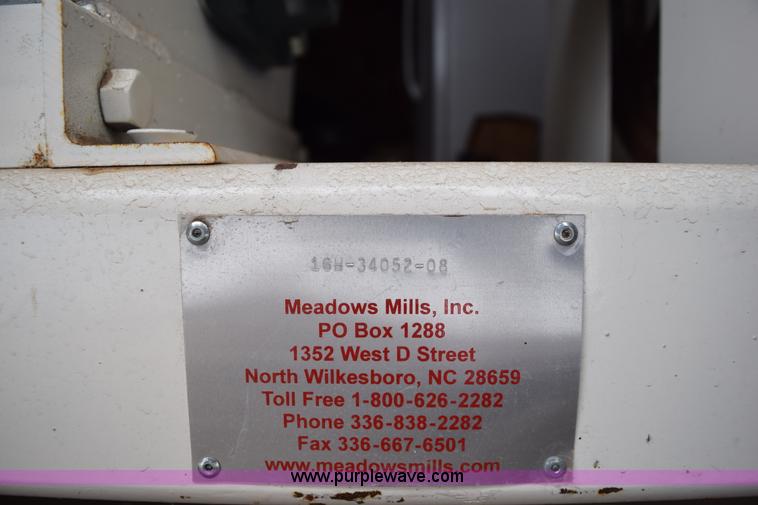 16H-34052-08
Meadows Mills, Inc.
PO Box 1288
1352 West D Street
North Wilkesboro, NC 28659
Toll Free 1-800-626-2282
Phone 336-838-2282
Fax 336-667-6501
www.meadowsmills.com
www.purplewave.com